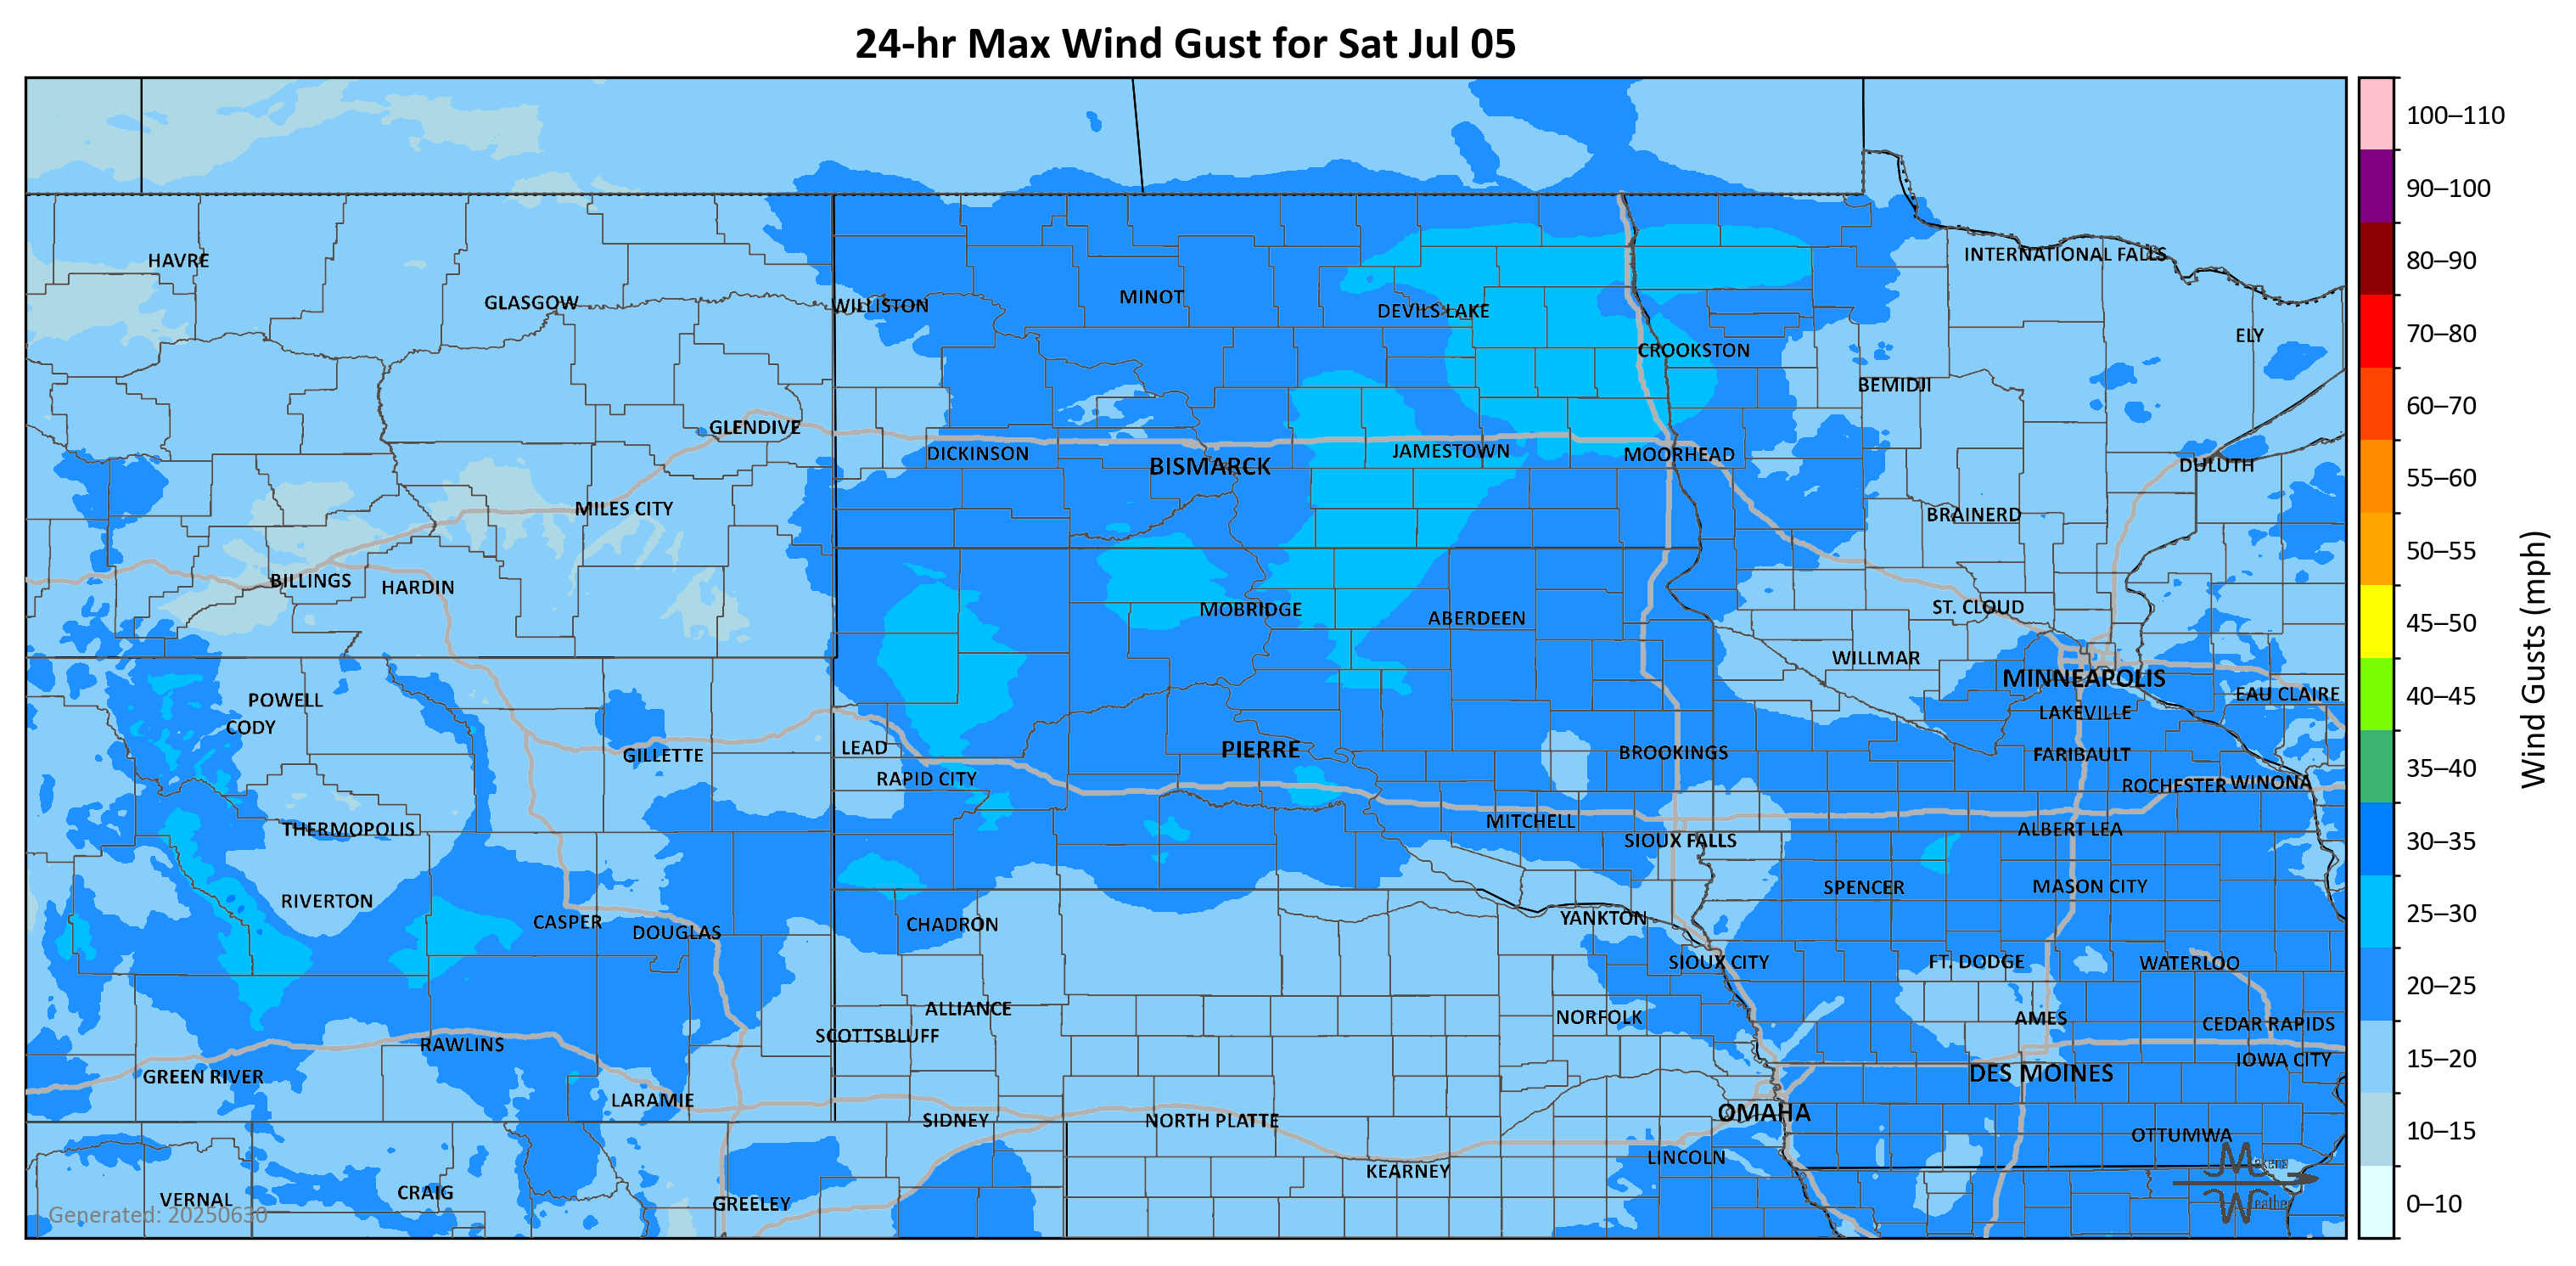 24-hr Max Wind Gust for Sat Jul 05
100–110
90–100
80–90
70–80
60–70
55–60
50–55
45–50
40–45
35–40
30–35
25–30
20–25
15–20
10–15
0–10
Wind Gusts (mph)
HAVRE
GLASGOW
WILLISTON
MINOT
DEVILS LAKE
INTERNATIONAL FALLS
ELY
CROOKSTON
BEMIDJI
GLENDIVE
DICKINSON
BISMARCK
JAMESTOWN
MOORHEAD
DULUTH
MILES CITY
BRAINERD
BILLINGS
HARDIN
MOBRIDGE
ABERDEEN
ST. CLOUD
WILLMAR
MINNEAPOLIS
EAU CLAIRE
POWELL
CODY
LAKEVILLE
GILLETTE
LEAD
PIERRE
BROOKINGS
FARIBAULT
RAPID CITY
ROCHESTER
WINONA
THERMOPOLIS
MITCHELL
SIOUX FALLS
ALBERT LEA
RIVERTON
SPENCER
MASON CITY
CASPER
DOUGLAS
CHADRON
YANKTON
SIOUX CITY
FT. DODGE
WATERLOO
ALLIANCE
NORFOLK
AMES
CEDAR RAPIDS
SCOTTSBLUFF
RAWLINS
IOWA CITY
GREEN RIVER
DES MOINES
LARAMIE
SIDNEY
NORTH PLATTE
OMAHA
OTTUMWA
KEARNEY
LINCOLN
VERNAL
CRAIG
GREELEY
Generated: 20250630
Makens
Weather